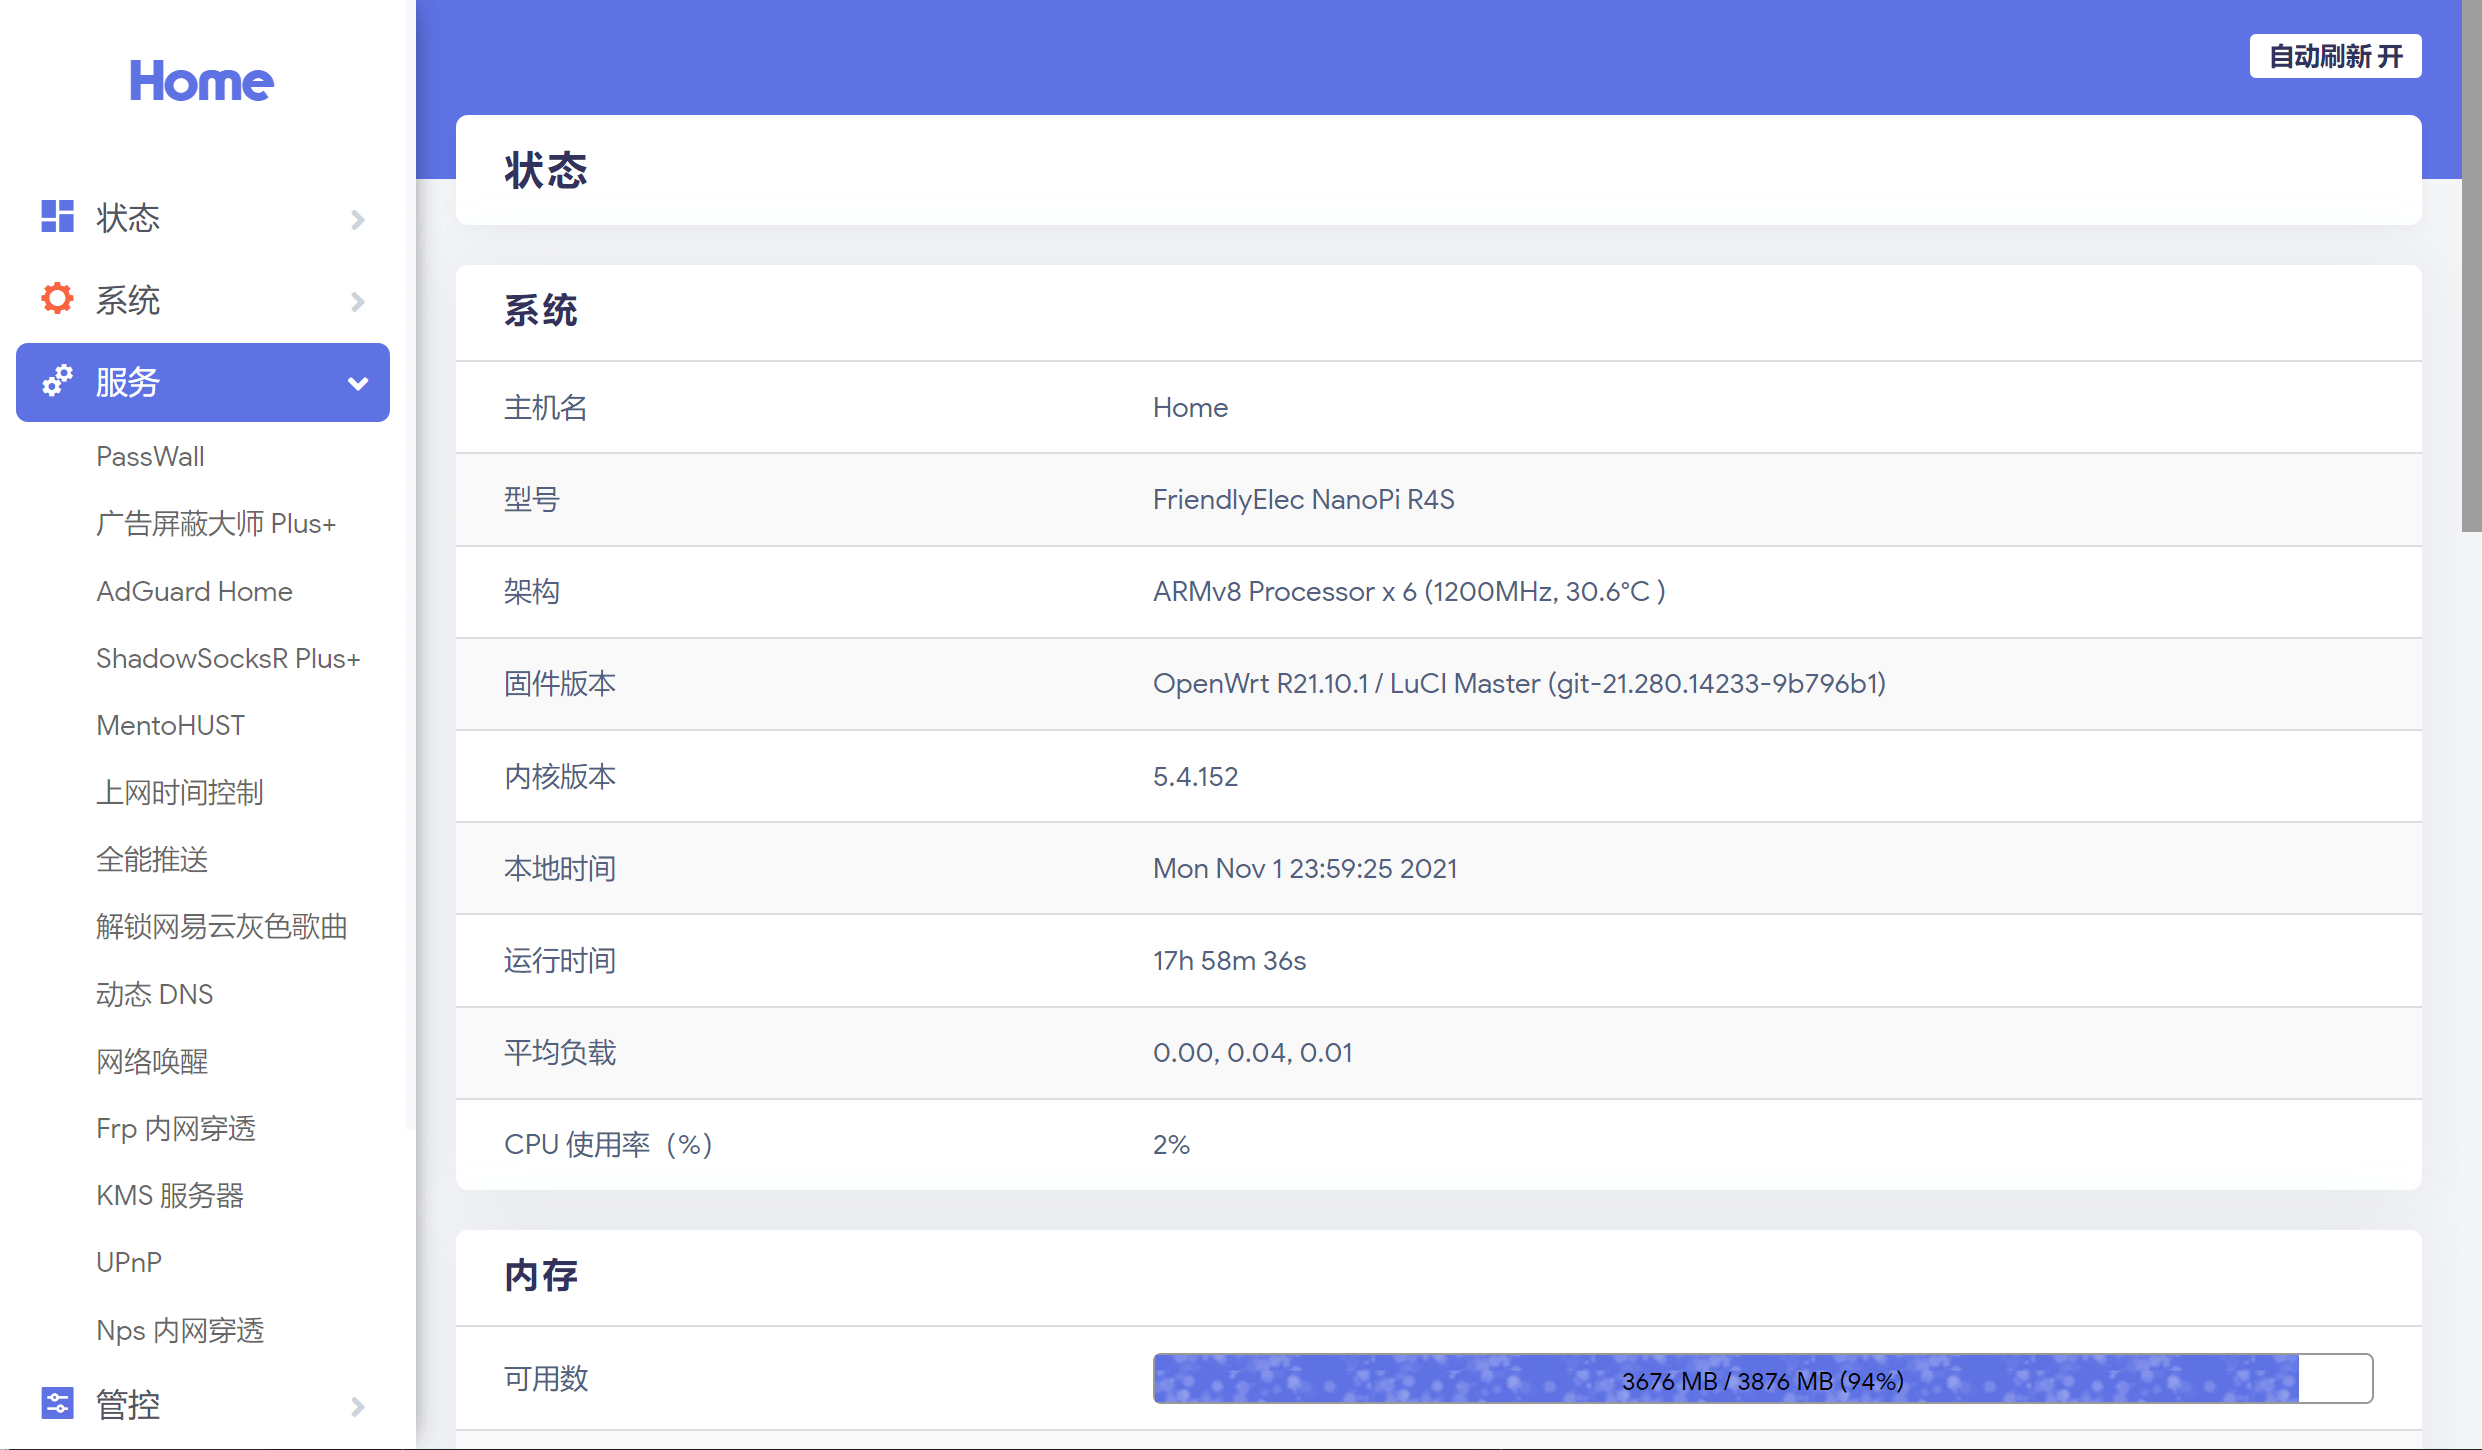 Home
状态
系统
服务
PassWall
广告屏蔽大师 Plus+
AdGuard Home
ShadowSocksR Plus+
MentoHUST
上网时间控制
全能推送
解锁网易云灰色歌曲
动态 DNS
网络唤醒
Frp 内网穿透
KMS 服务器
UPnP
Nps 内网穿透
管控
自动刷新 开
状态
系统
主机名 Home
型号 FriendlyElec NanoPi R4S
架构 ARMv8 Processor x 6 (1200MHz, 30.6°C )
固件版本 OpenWrt R21.10.1 / LuCI Master (git-21.280.14233-9b796b1)
内核版本 5.4.152
本地时间 Mon Nov 1 23:59:25 2021
运行时间 17h 58m 36s
平均负载 0.00, 0.04, 0.01
CPU 使用率（%） 2%
内存
可用数 3676 MB / 3876 MB (94%)